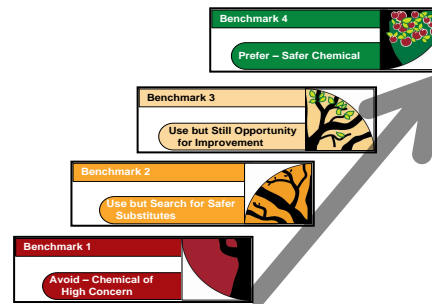 Benchmark 4
Prefer – Safer Chemical
Benchmark 3
Use but Still Opportunity
for Improvement
Benchmark 2
Use but Search for Safer
Substitutes
Benchmark 1
Avoid – Chemical of
High Concern